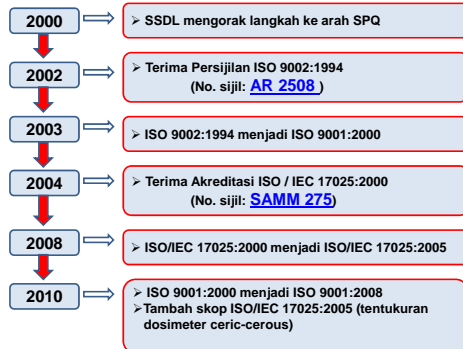 2000
➢ SSDL mengorak langkah ke arah SPQ
2002
➢ Terima Persijilan ISO 9002:1994
(No. sijil: AR 2508 )
2003
➢ ISO 9002:1994 menjadi ISO 9001:2000
2004
➢ Terima Akreditasi ISO / IEC 17025:2000
(No. sijil: SAMM 275)
2008
➢ ISO/IEC 17025:2000 menjadi ISO/IEC 17025:2005
2010
➢ ISO 9001:2000 menjadi ISO 9001:2008
➢Tambah skop ISO/IEC 17025:2005 (tentukuran
dosimeter ceric-cerous)